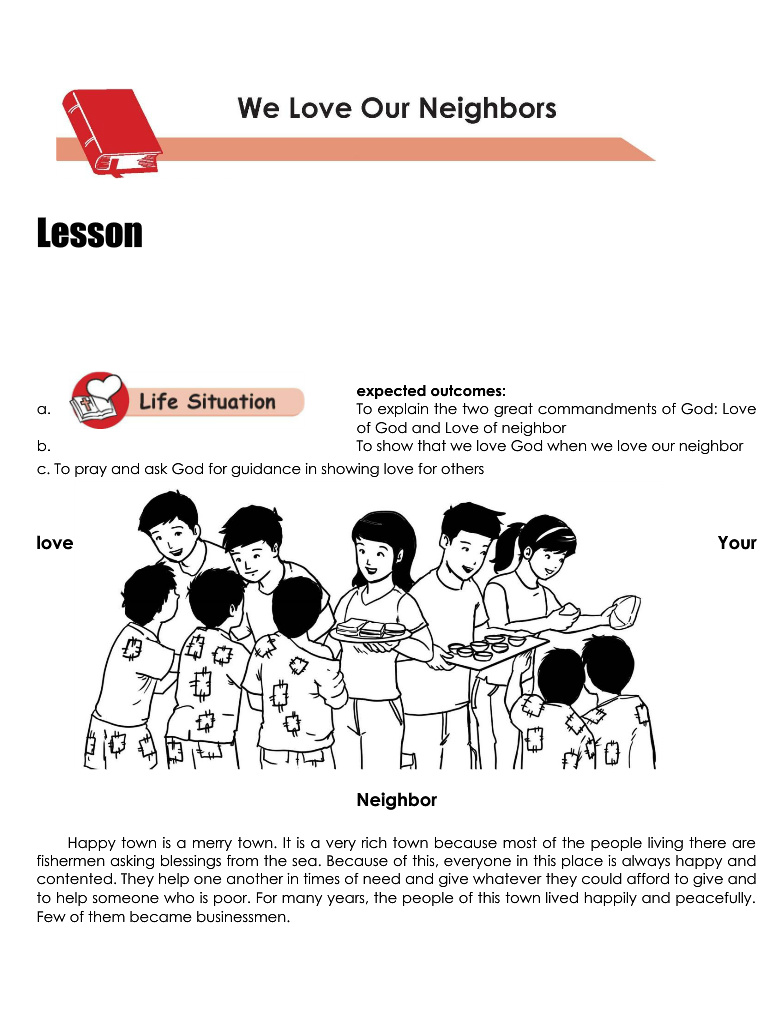 We Love Our Neighbors
Lesson
Life Situation
expected outcomes:
a. To explain the two great commandments of God: Love
of God and Love of neighbor
b. To show that we love God when we love our neighbor
c. To pray and ask God for guidance in showing love for others
love Your
Neighbor
Happy town is a merry town. It is a very rich town because most of the people living there are
fishermen asking blessings from the sea. Because of this, everyone in this place is always happy and
contented. They help one another in times of need and give whatever they could afford to give and
to help someone who is poor. For many years, the people of this town lived happily and peacefully.
Few of them became businessmen.